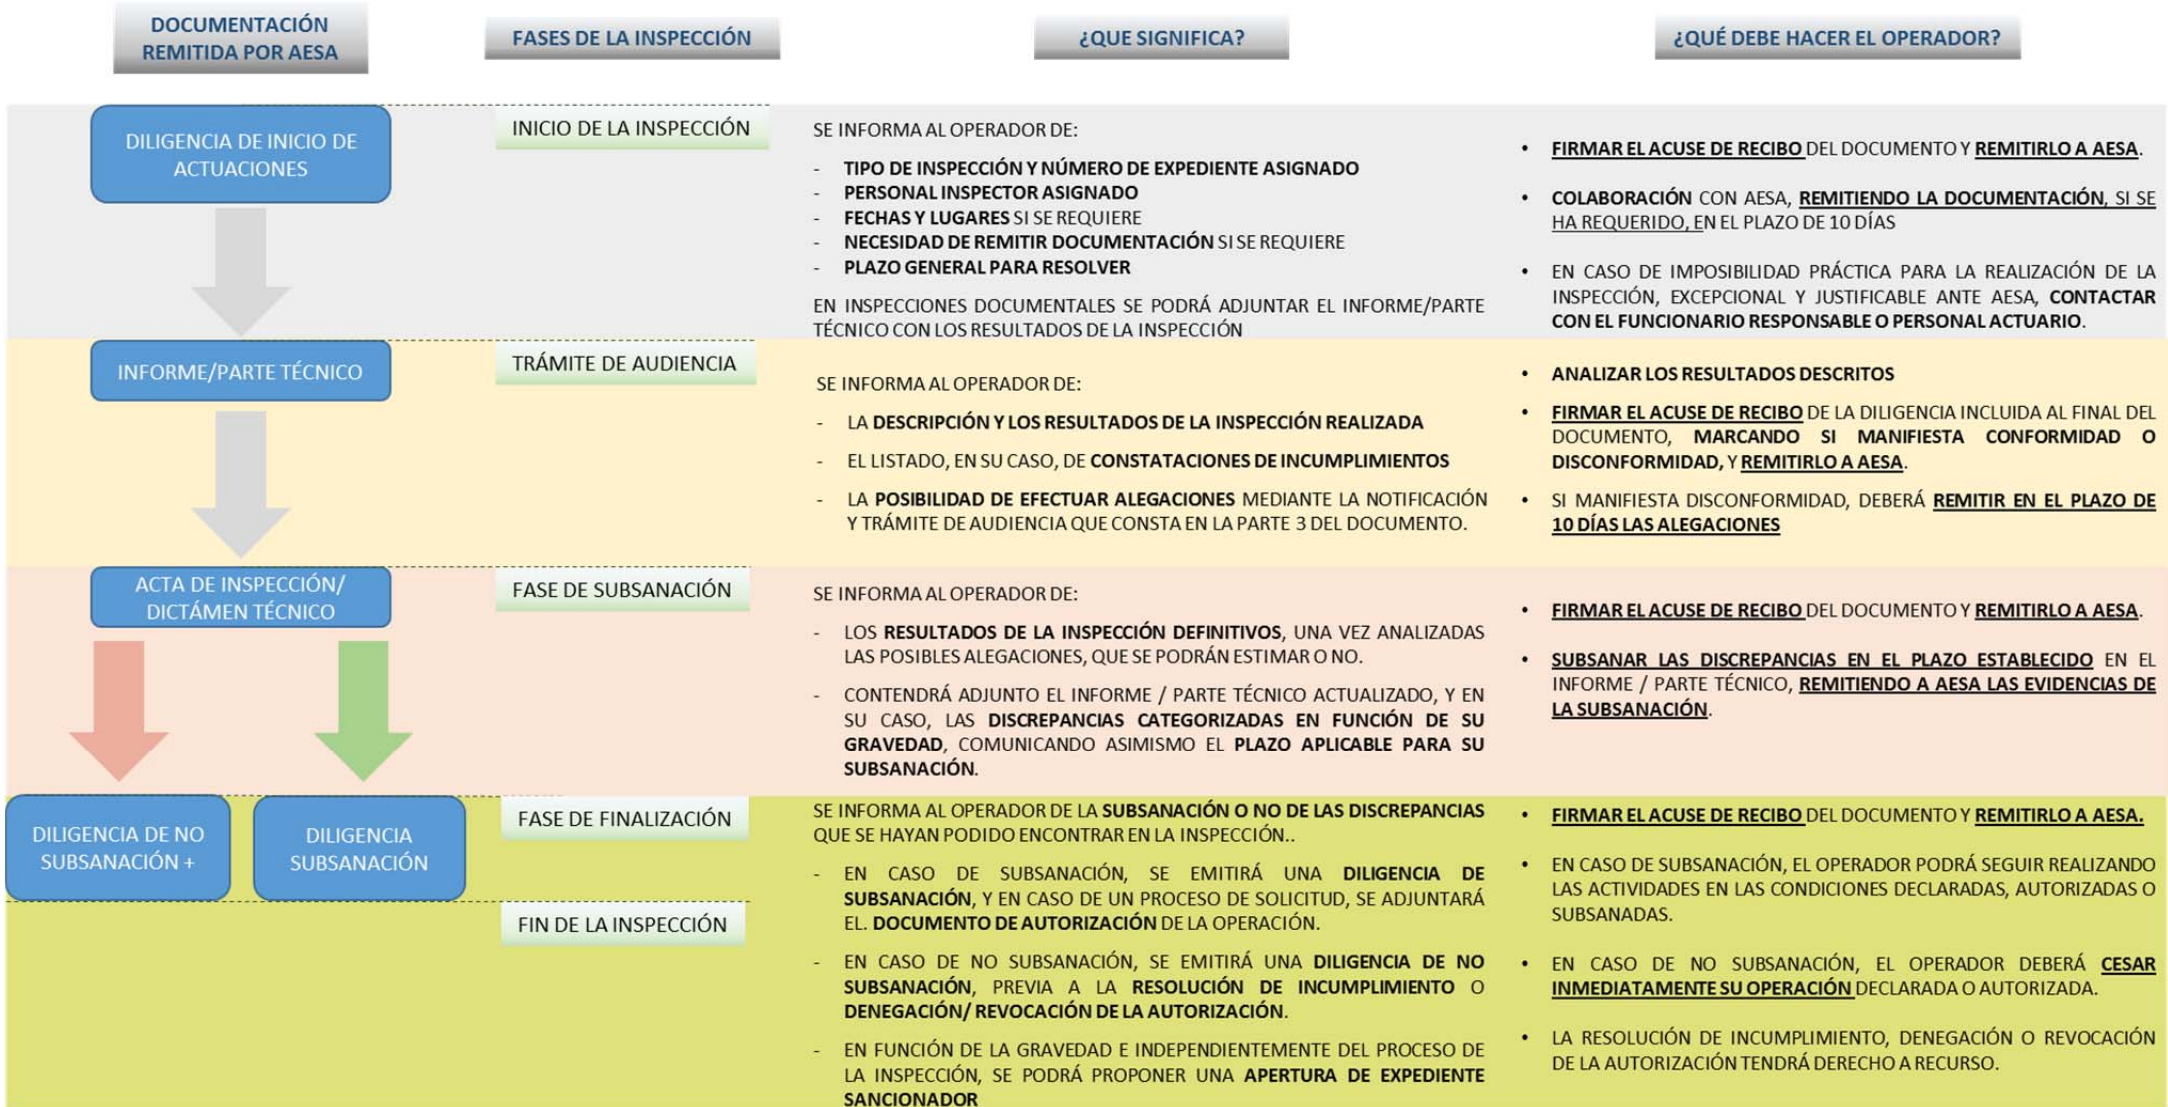 DOCUMENTACIÓN
REMITIDA POR AESA
FASES DE LA INSPECCIÓN
¿QUE SIGNIFICA?
¿QUÉ DEBE HACER EL OPERADOR?
DILIGENCIA DE INICIO DE
ACTUACIONES
INICIO DE LA INSPECCIÓN
SE INFORMA AL OPERADOR DE:
- TIPO DE INSPECCIÓN Y NÚMERO DE EXPEDIENTE ASIGNADO
- PERSONAL INSPECTOR ASIGNADO
- FECHAS Y LUGARES SI SE REQUIERE
- NECESIDAD DE REMITIR DOCUMENTACIÓN SI SE REQUIERE
- PLAZO GENERAL PARA RESOLVER
EN INSPECCIONES DOCUMENTALES SE PODRÁ ADJUNTAR EL INFORME/PARTE
TÉCNICO CON LOS RESULTADOS DE LA INSPECCIÓN
• FIRMAR EL ACUSE DE RECIBO DEL DOCUMENTO Y REMITIRLO A AESA.
• COLABORACIÓN CON AESA, REMITIENDO LA DOCUMENTACIÓN, SI SE
HA REQUERIDO, EN EL PLAZO DE 10 DÍAS
• EN CASO DE IMPOSIBILIDAD PRÁCTICA PARA LA REALIZACIÓN DE LA
INSPECCIÓN, EXCEPCIONAL Y JUSTIFICABLE ANTE AESA, CONTACTAR
CON EL FUNCIONARIO RESPONSABLE O PERSONAL ACTUARIO.
INFORME/PARTE TÉCNICO
TRÁMITE DE AUDIENCIA
SE INFORMA AL OPERADOR DE:
- LA DESCRIPCIÓN Y LOS RESULTADOS DE LA INSPECCIÓN REALIZADA
- EL LISTADO, EN SU CASO, DE CONSTATACIONES DE INCUMPLIMIENTOS
- LA POSIBILIDAD DE EFECTUAR ALEGACIONES MEDIANTE LA NOTIFICACIÓN
Y TRÁMITE DE AUDIENCIA QUE CONSTA EN LA PARTE 3 DEL DOCUMENTO.
• ANALIZAR LOS RESULTADOS DESCRITOS
• FIRMAR EL ACUSE DE RECIBO DE LA DILIGENCIA INCLUIDA AL FINAL DEL
DOCUMENTO, MARCANDO SI MANIFIESTA CONFORMIDAD O
DISCONFORMIDAD, Y REMITIRLO A AESA.
• SI MANIFIESTA DISCONFORMIDAD, DEBERÁ REMITIR EN EL PLAZO DE
10 DÍAS LAS ALEGACIONES
ACTA DE INSPECCIÓN/
DICTÁMEN TÉCNICO
FASE DE SUBSANACIÓN
SE INFORMA AL OPERADOR DE:
- LOS RESULTADOS DE LA INSPECCIÓN DEFINITIVOS, UNA VEZ ANALIZADAS
LAS POSIBLES ALEGACIONES, QUE SE PODRÁN ESTIMAR O NO.
- CONTENDRÁ ADJUNTO EL INFORME / PARTE TÉCNICO ACTUALIZADO, Y EN
SU CASO, LAS DISCREPANCIAS CATEGORIZADAS EN FUNCIÓN DE SU
GRAVEDAD, COMUNICANDO ASIMISMO EL PLAZO APLICABLE PARA SU
SUBSANACIÓN.
• FIRMAR EL ACUSE DE RECIBO DEL DOCUMENTO Y REMITIRLO A AESA.
• SUBSANAR LAS DISCREPANCIAS EN EL PLAZO ESTABLECIDO EN EL
INFORME / PARTE TÉCNICO, REMITIENDO A AESA LAS EVIDENCIAS DE
LA SUBSANACIÓN.
DILIGENCIA DE NO
SUBSANACIÓN +
DILIGENCIA
SUBSANACIÓN
FASE DE FINALIZACIÓN
FIN DE LA INSPECCIÓN
SE INFORMA AL OPERADOR DE LA SUBSANACIÓN O NO DE LAS DISCREPANCIAS
QUE SE HAYAN PODIDO ENCONTRAR EN LA INSPECCIÓN..
- EN CASO DE SUBSANACIÓN, SE EMITIRÁ UNA DILIGENCIA DE
SUBSANACIÓN, Y EN CASO DE UN PROCESO DE SOLICITUD, SE ADJUNTARÁ
EL. DOCUMENTO DE AUTORIZACIÓN DE LA OPERACIÓN.
- EN CASO DE NO SUBSANACIÓN, SE EMITIRÁ UNA DILIGENCIA DE NO
SUBSANACIÓN, PREVIA A LA RESOLUCIÓN DE INCUMPLIMIENTO O
DENEGACIÓN/ REVOCACIÓN DE LA AUTORIZACIÓN.
- EN FUNCIÓN DE LA GRAVEDAD E INDEPENDIENTEMENTE DEL PROCESO DE
LA INSPECCIÓN, SE PODRÁ PROPONER UNA APERTURA DE EXPEDIENTE
SANCIONADOR
• FIRMAR EL ACUSE DE RECIBO DEL DOCUMENTO Y REMITIRLO A AESA.
• EN CASO DE SUBSANACIÓN, EL OPERADOR PODRÁ SEGUIR REALIZANDO
LAS ACTIVIDADES EN LAS CONDICIONES DECLARADAS, AUTORIZADAS O
SUBSANADAS.
• EN CASO DE NO SUBSANACIÓN, EL OPERADOR DEBERÁ CESAR
INMEDIATAMENTE SU OPERACIÓN DECLARADA O AUTORIZADA.
• LA RESOLUCIÓN DE INCUMPLIMIENTO, DENEGACIÓN O REVOCACIÓN
DE LA AUTORIZACIÓN TENDRÁ DERECHO A RECURSO.